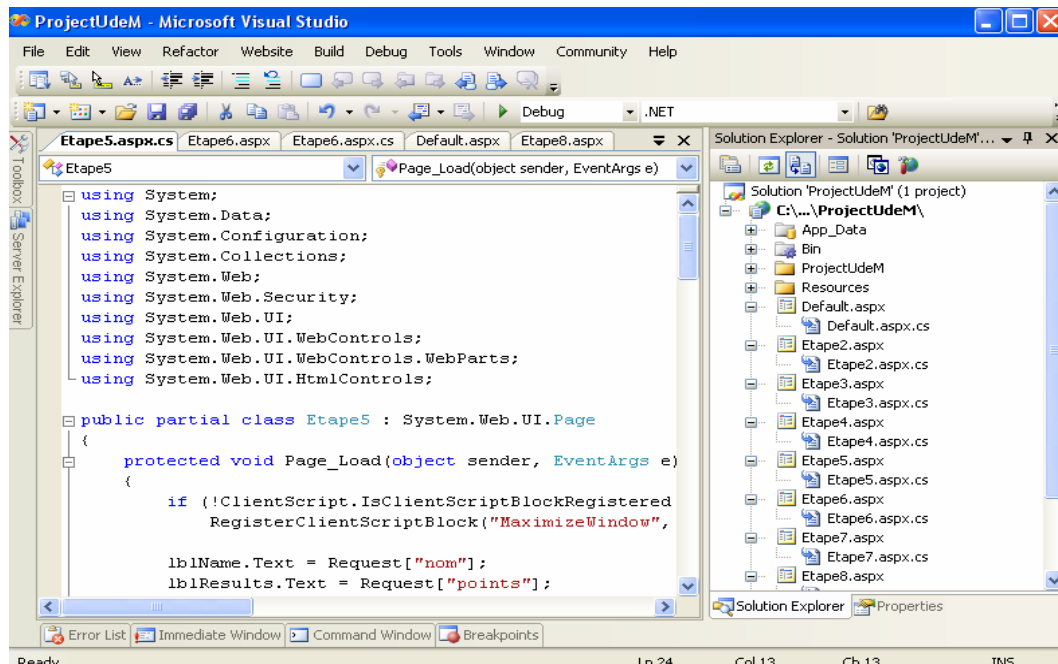 ProjectUdeM - Microsoft Visual Studio
File Edit View Refactor Website Build Debug Tools Window Community Help
Debug .NET
Etape5.aspx.cs Etape6.aspx Etape6.aspx.cs Default.aspx Etape8.aspx
Etape5 Page_Load(object sender, EventArgs e)
Toolbox
Server Explorer
using System;
using System.Data;
using System.Configuration;
using System.Collections;
using System.Web;
using System.Web.Security;
using System.Web.UI;
using System.Web.UI.WebControls;
using System.Web.UI.WebControls.WebParts;
using System.Web.UI.HtmlControls;
public partial class Etape5 : System.Web.UI.Page
{
protected void Page_Load(object sender, EventArgs e)
{
if (!ClientScript.IsClientScriptBlockRegistered
RegisterClientScriptBlock("MaximizeWindow",
lblName.Text = Request["nom"];
lblResults.Text = Request["points"];
Solution Explorer - Solution 'ProjectUdeM'...
Solution 'ProjectUdeM' (1 project)
C:\...\ProjectUdeM\
App_Data
Bin
ProjectUdeM
Resources
Default.aspx
Default.aspx.cs
Etape2.aspx
Etape2.aspx.cs
Etape3.aspx
Etape3.aspx.cs
Etape4.aspx
Etape4.aspx.cs
Etape5.aspx
Etape5.aspx.cs
Etape6.aspx
Etape6.aspx.cs
Etape7.aspx
Etape7.aspx.cs
Etape8.aspx
Solution Explorer Properties
Error List Immediate Window Command Window Breakpoints
Ready Ln 24 Col 13 Ch 13 INS